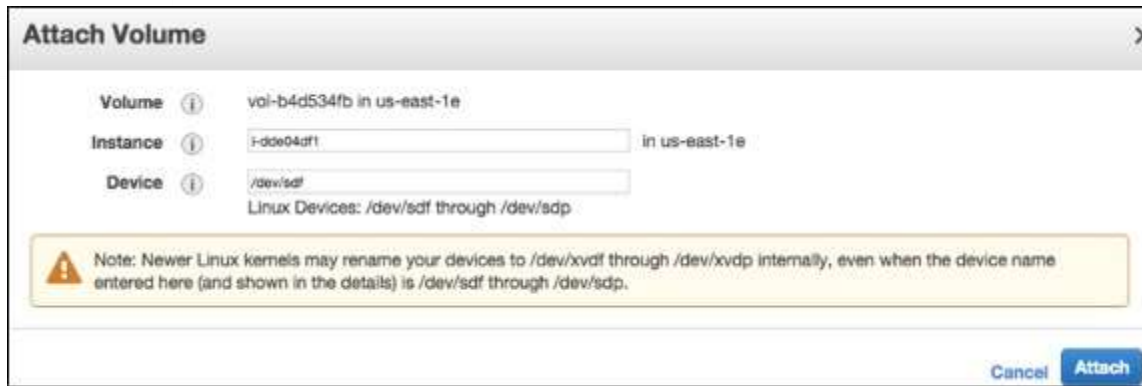 Attach Volume
Volume vol-b4d534fb in us-east-1e
Instance i-dde04df1 in us-east-1e
Device /dev/sdf
Linux Devices: /dev/sdf through /dev/sdp
Note: Newer Linux kernels may rename your devices to /dev/xvdf through /dev/xvdp internally, even when the device name
entered here (and shown in the details) is /dev/sdf through /dev/sdp.
Cancel Attach